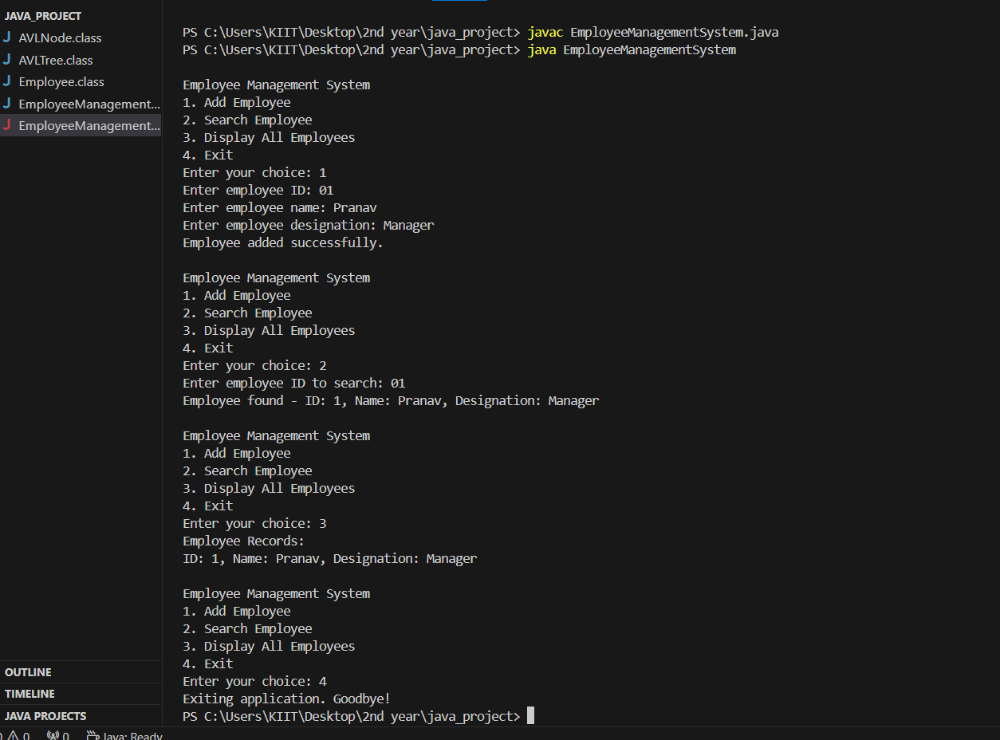 JAVA_PROJECT
AVLNode.class
AVLTree.class
Employee.class
EmployeeManagement...
EmployeeManagement...
OUTLINE
TIMELINE
JAVA PROJECTS
0 0 Java: Ready
PS C:\Users\KIIT\Desktop\2nd year\java_project> javac EmployeeManagementSystem.java
PS C:\Users\KIIT\Desktop\2nd year\java_project> java EmployeeManagementSystem
Employee Management System
1. Add Employee
2. Search Employee
3. Display All Employees
4. Exit
Enter your choice: 1
Enter employee ID: 01
Enter employee name: Pranav
Enter employee designation: Manager
Employee added successfully.
Employee Management System
1. Add Employee
2. Search Employee
3. Display All Employees
4. Exit
Enter your choice: 2
Enter employee ID to search: 01
Employee found - ID: 1, Name: Pranav, Designation: Manager
Employee Management System
1. Add Employee
2. Search Employee
3. Display All Employees
4. Exit
Enter your choice: 3
Employee Records:
ID: 1, Name: Pranav, Designation: Manager
Employee Management System
1. Add Employee
2. Search Employee
3. Display All Employees
4. Exit
Enter your choice: 4
Exiting application. Goodbye!
PS C:\Users\KIIT\Desktop\2nd year\java_project>